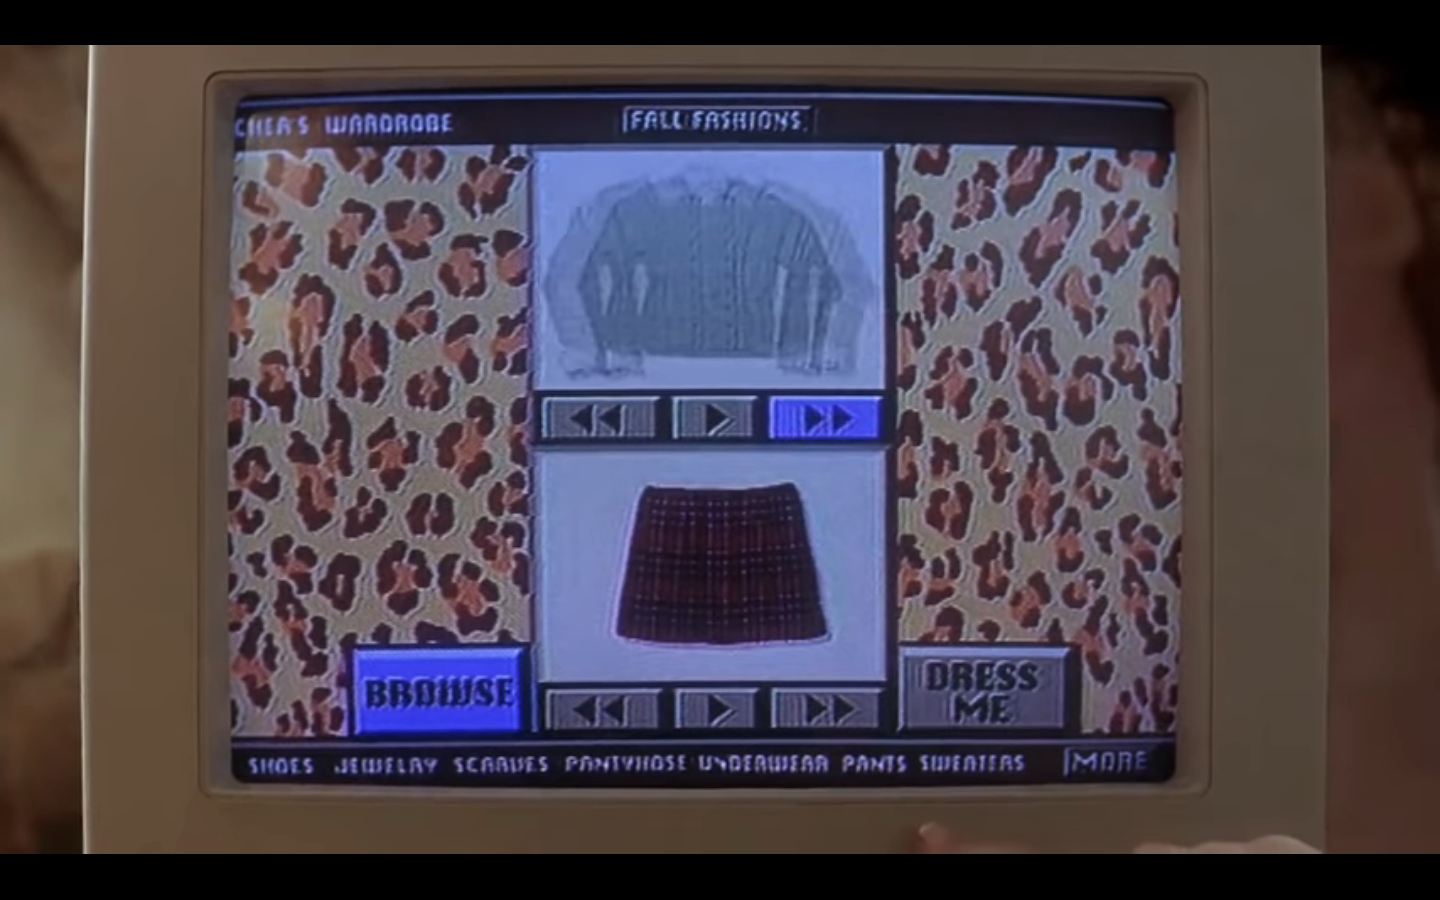 CHER'S WARDROBE
FALL FASHIONS
BROWSE
DRESS
ME
SHOES JEWELRY SCARVES PANTYHOSE UNDERWEAR PANTS SWEATERS
MORE